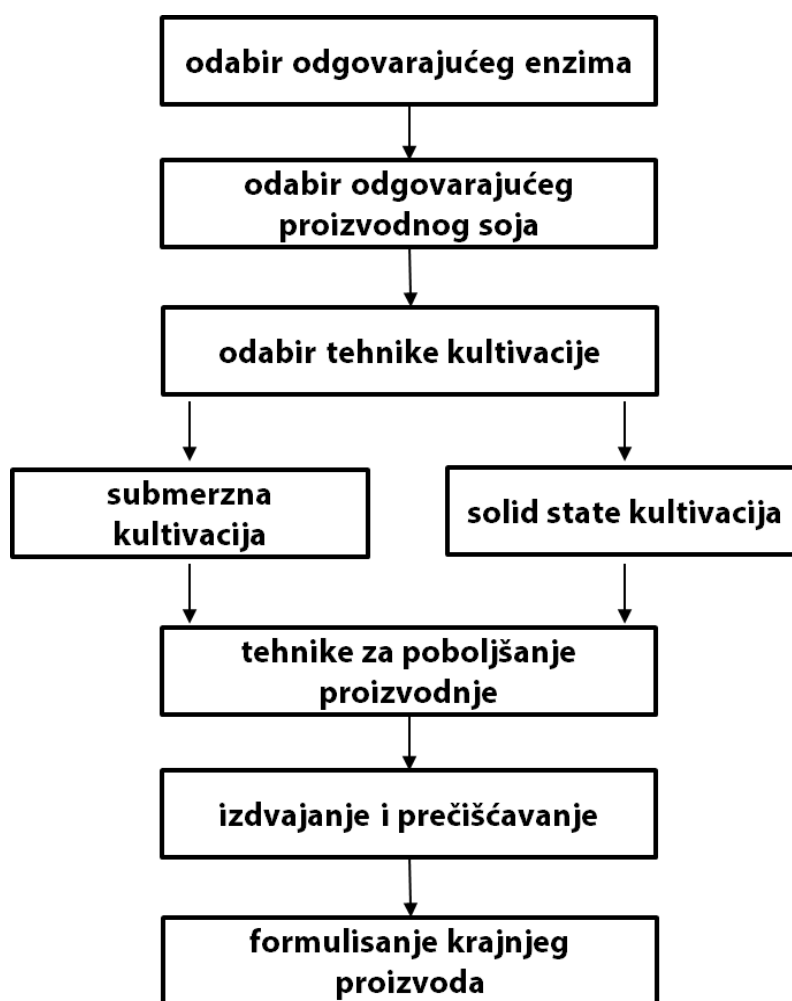 odabir odgovarajućeg enzima
odabir odgovarajućeg
proizvodnog soja
odabir tehnike kultivacije
submerzna
kultivacija
solid state kultivacija
tehnike za poboljšanje
proizvodnje
izdvajanje i prečišćavanje
formulisanje krajnjeg
proizvoda